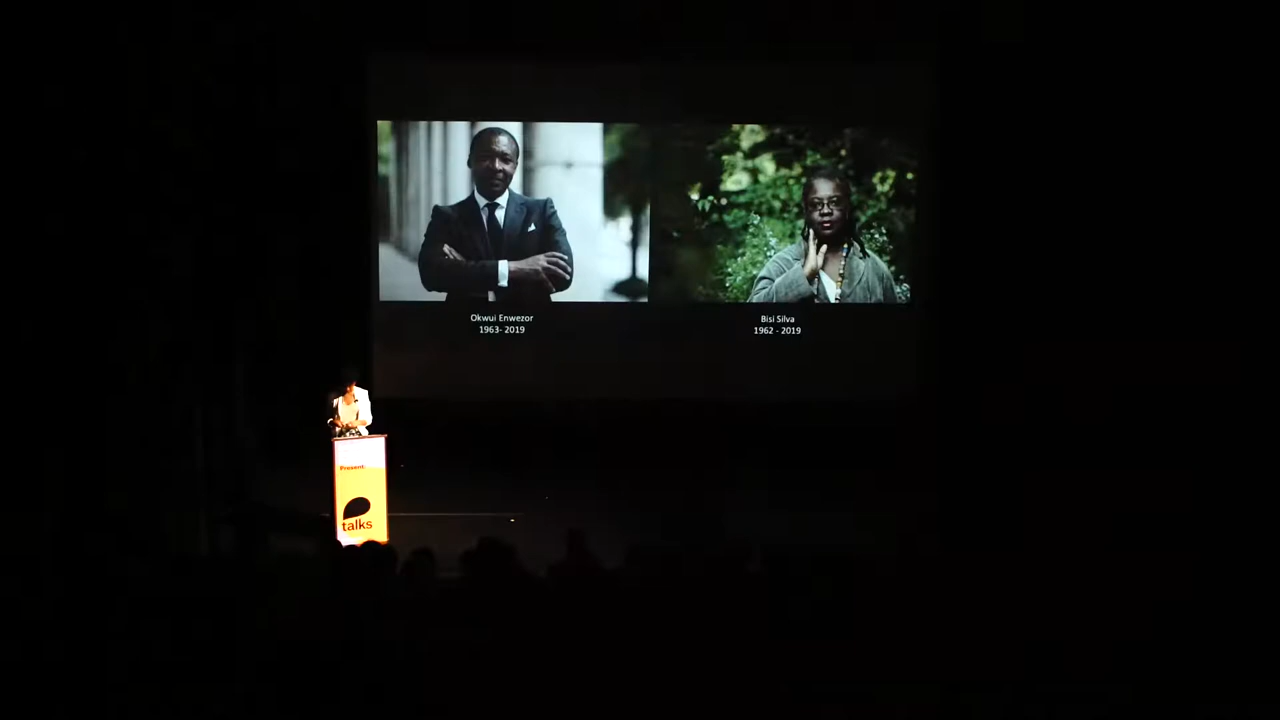 Okwui Enwezor
1963- 2019
Bisi Silva
1962 - 2019
Present
talks